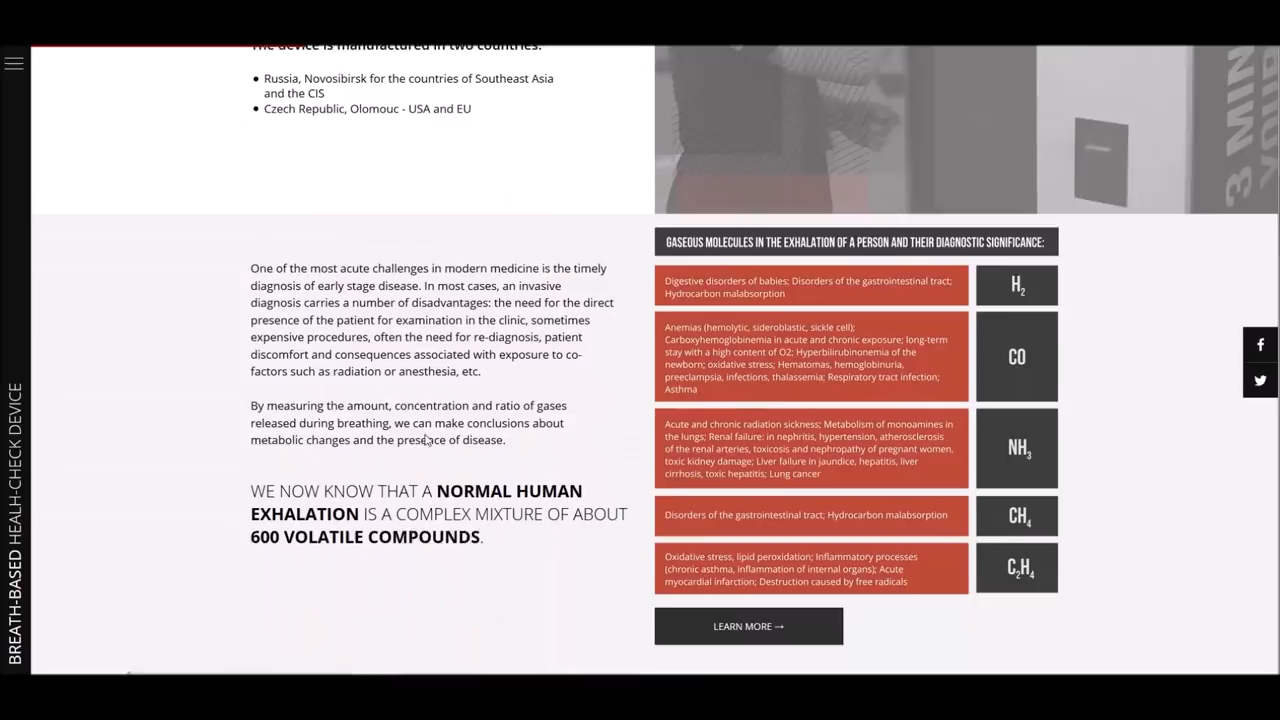 The device is manufactured in two countries:
Russia, Novosibirsk for the countries of Southeast Asia
and the CIS
Czech Republic, Olomouc - USA and EU
3 MIN
YOUR
One of the most acute challenges in modern medicine is the timely
diagnosis of early stage disease. In most cases, an invasive
diagnosis carries a number of disadvantages: the need for the direct
presence of the patient for examination in the clinic, sometimes
expensive procedures, often the need for re-diagnosis, patient
discomfort and consequences associated with exposure to co-
factors such as radiation or anesthesia, etc.
By measuring the amount, concentration and ratio of gases
released during breathing, we can make conclusions about
metabolic changes and the presence of disease.
WE NOW KNOW THAT A NORMAL HUMAN
EXHALATION IS A COMPLEX MIXTURE OF ABOUT
600 VOLATILE COMPOUNDS.
GASEOUS MOLECULES IN THE EXHALATION OF A PERSON AND THEIR DIAGNOSTIC SIGNIFICANCE:
Digestive disorders of babies; Disorders of the gastrointestinal tract;
Hydrocarbon malabsorption
H2
Anemias (hemolytic, sideroblastic, sickle cell);
Carboxyhemoglobinemia in acute and chronic exposure; long-term
stay with a high content of O2; Hyperbilirubinonemia of the
newborn; oxidative stress; Hematomas, hemoglobinuria,
preeclampsia, infections, thalassemia; Respiratory tract infection;
Asthma
CO
Acute and chronic radiation sickness; Metabolism of monoamines in
the lungs; Renal failure: in nephritis, hypertension, atherosclerosis
of the renal arteries, toxicosis and nephropathy of pregnant women,
toxic kidney damage; Liver failure in jaundice, hepatitis, liver
cirrhosis, toxic hepatitis; Lung cancer
NH3
Disorders of the gastrointestinal tract; Hydrocarbon malabsorption
CH4
Oxidative stress, lipid peroxidation; Inflammatory processes
(chronic asthma, inflammation of internal organs); Acute
myocardial infarction; Destruction caused by free radicals
C2H4
LEARN MORE →
BREATH-BASED HEALH-CHECK DEVICE